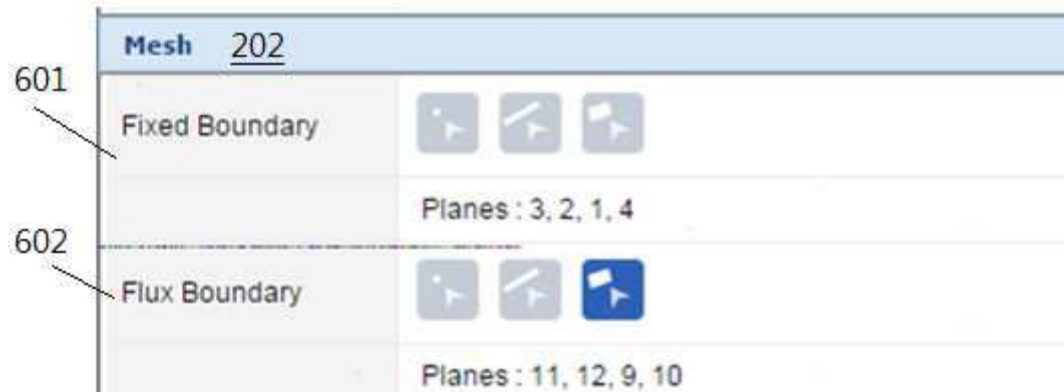 Mesh 202
601
Fixed Boundary
Planes : 3, 2, 1, 4
602
Flux Boundary
Planes : 11, 12, 9, 10